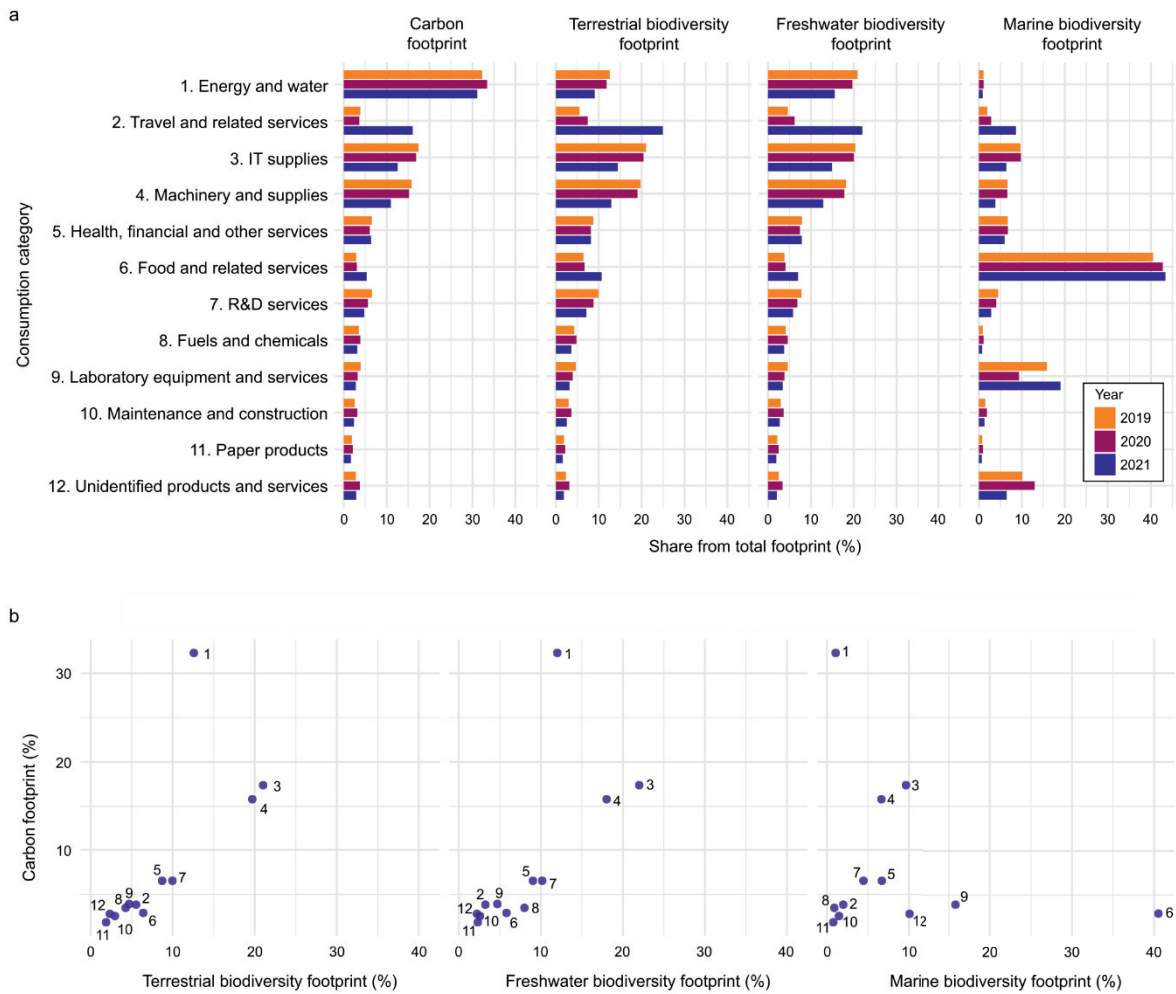 a
Carbon
footprint
Terrestrial biodiversity
footprint
Freshwater biodiversity
footprint
Marine biodiversity
footprint
Consumption category
1. Energy and water
2. Travel and related services
3. IT supplies
4. Machinery and supplies
5. Health, financial and other services
6. Food and related services
7. R&D services
8. Fuels and chemicals
9. Laboratory equipment and services
10. Maintenance and construction
11. Paper products
12. Unidentified products and services
Year
2019
2020
2021
0 10 20 30 40
0 10 20 30 40
0 10 20 30 40
0 10 20 30 40
Share from total footprint (%)
b
Carbon footprint (%)
30
20
10
1
3
4
5
7
9
8
2
12
6
10
11
0 10 20 30 40
Terrestrial biodiversity footprint (%)
1
3
4
5
7
2
9
8
12
10
6
11
0 10 20 30 40
Freshwater biodiversity footprint (%)
1
3
4
7
5
8
2
9
6
10
12
11
0 10 20 30 40
Marine biodiversity footprint (%)